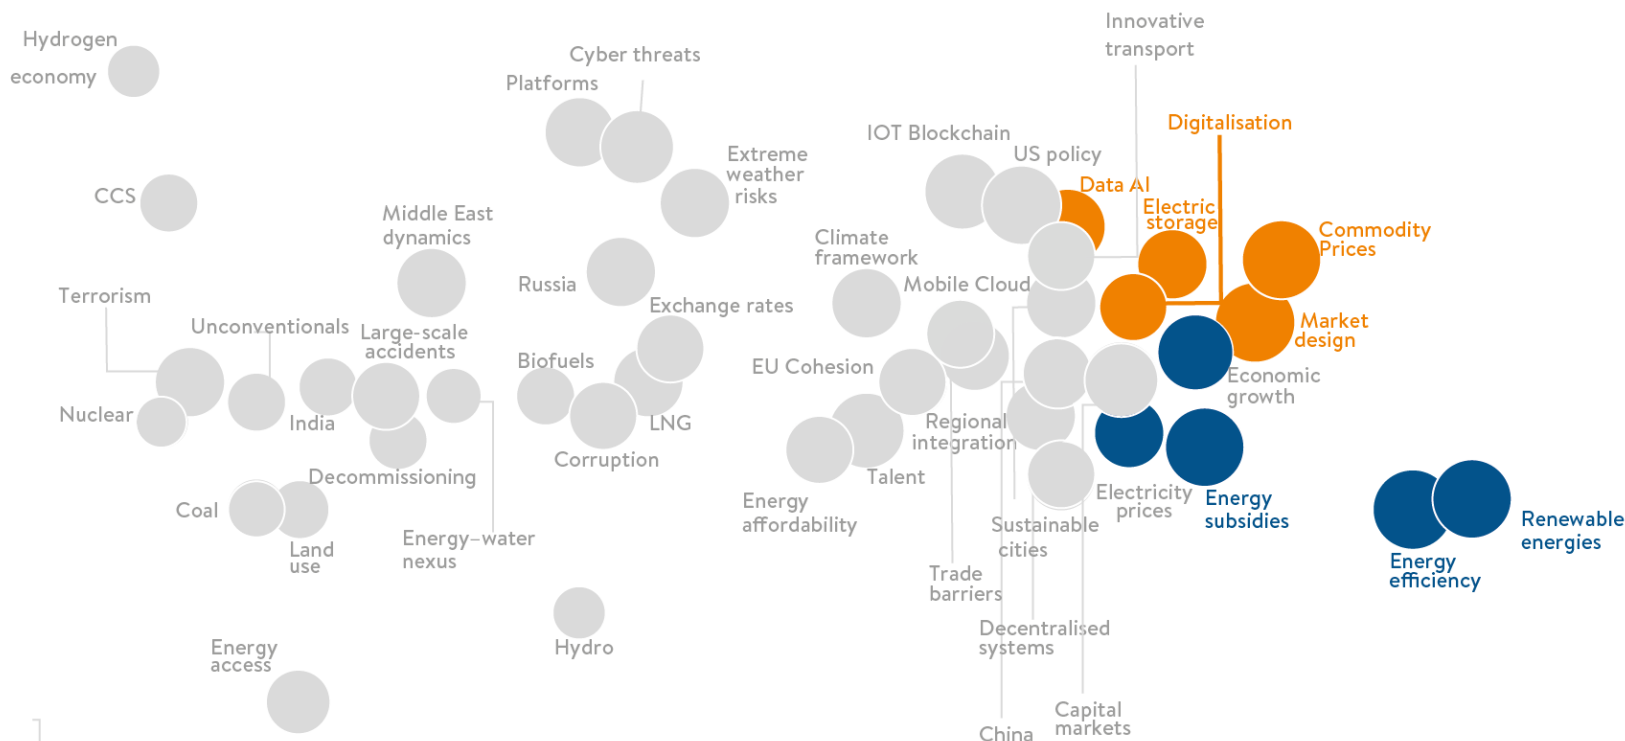 Innovative
transport
Hydrogen
economy
Cyber threats
Platforms
Digitalisation
IOT Blockchain
US policy
Extreme
weather
risks
Data AI
CCS
Middle East
dynamics
Electric
storage
Commodity
Prices
Climate
framework
Russia
Mobile Cloud
Terrorism
Exchange rates
Unconventionals
Large-scale
accidents
Market
design
Biofuels
EU Cohesion
Economic
growth
Nuclear
India
LNG
Regional
integration
Corruption
Decommissioning
Talent
Energy
affordability
Electricity
prices
Energy
subsidies
Coal
Sustainable
cities
Renewable
energies
Land
use
Energy–water
nexus
Energy
efficiency
Trade
barriers
Hydro
Energy
access
Decentralised
systems
Capital
markets
China